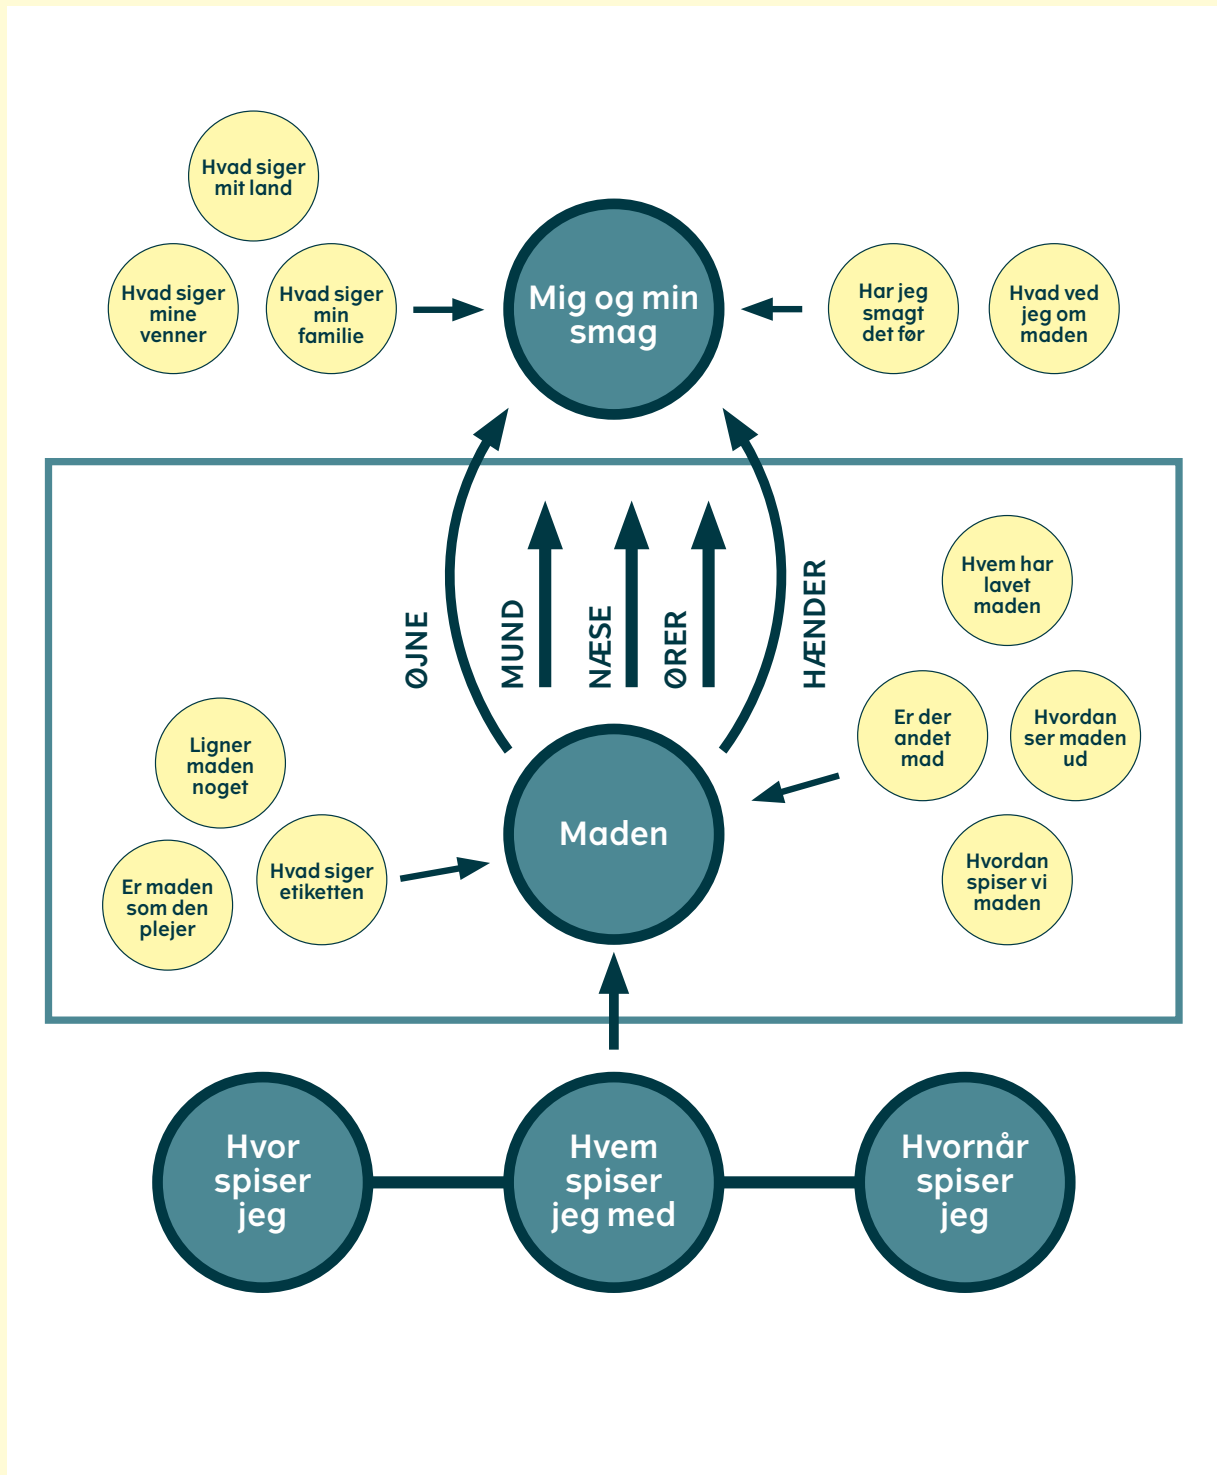 Hvad siger
mit land
Hvad siger
mine
venner
Hvad siger
min
familie
Mig og min
smag
Har jeg
smagt
det før
Hvad ved
jeg om
maden
ØJNE
MUND
NÆSE
ØRER
HÆNDER
Hvem har
lavet
maden
Er der
andet
mad
Hvordan
ser maden
ud
Hvordan
spiser vi
maden
Ligner
maden
noget
Er maden
som den
plejer
Hvad siger
etiketten
Maden
Hvor
spiser
jeg
Hvem
spiser
jeg med
Hvornår
spiser
jeg